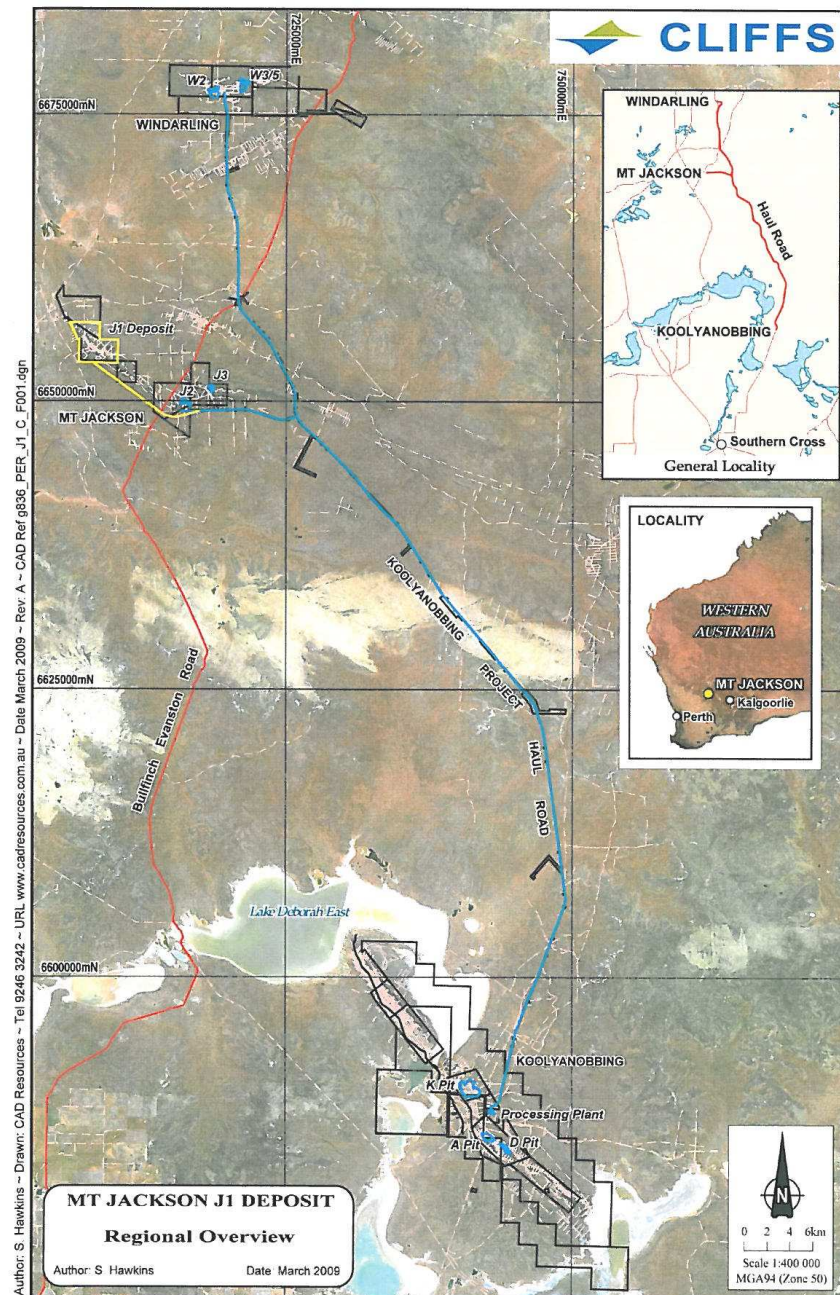 CLIFFS
725000mE
750000mE
W2
W3/5
6675000mN
WINDARLING
J1 Deposit
J3
6650000mN
J2
MT JACKSON
KOOLYANOBBING
PROJECT
HAUL
ROAD
6625000mN
Bullfinch Evanston Road
Lake Deborah East
6600000mN
KOOLYANOBBING
K Pit
Processing Plant
A Pit
D Pit
WINDARLING
MT JACKSON
Haul Road
KOOLYANOBBING
Southern Cross
General Locality
LOCALITY
WESTERN
AUSTRALIA
MT JACKSON
Kalgoorlie
Perth
N
0 2 4 6km
Scale 1:400 000
MGA94 (Zone 50)
MT JACKSON J1 DEPOSIT
Regional Overview
Author: S Hawkins Date: March 2009
Author: S. Hawkins ~ Drawn: CAD Resources ~ Tel 9246 3242 ~ URL www.cadresources.com.au ~ Date March 2009 ~ Rev: A ~ CAD Ref g836_PER_J1_C_F001.dgn